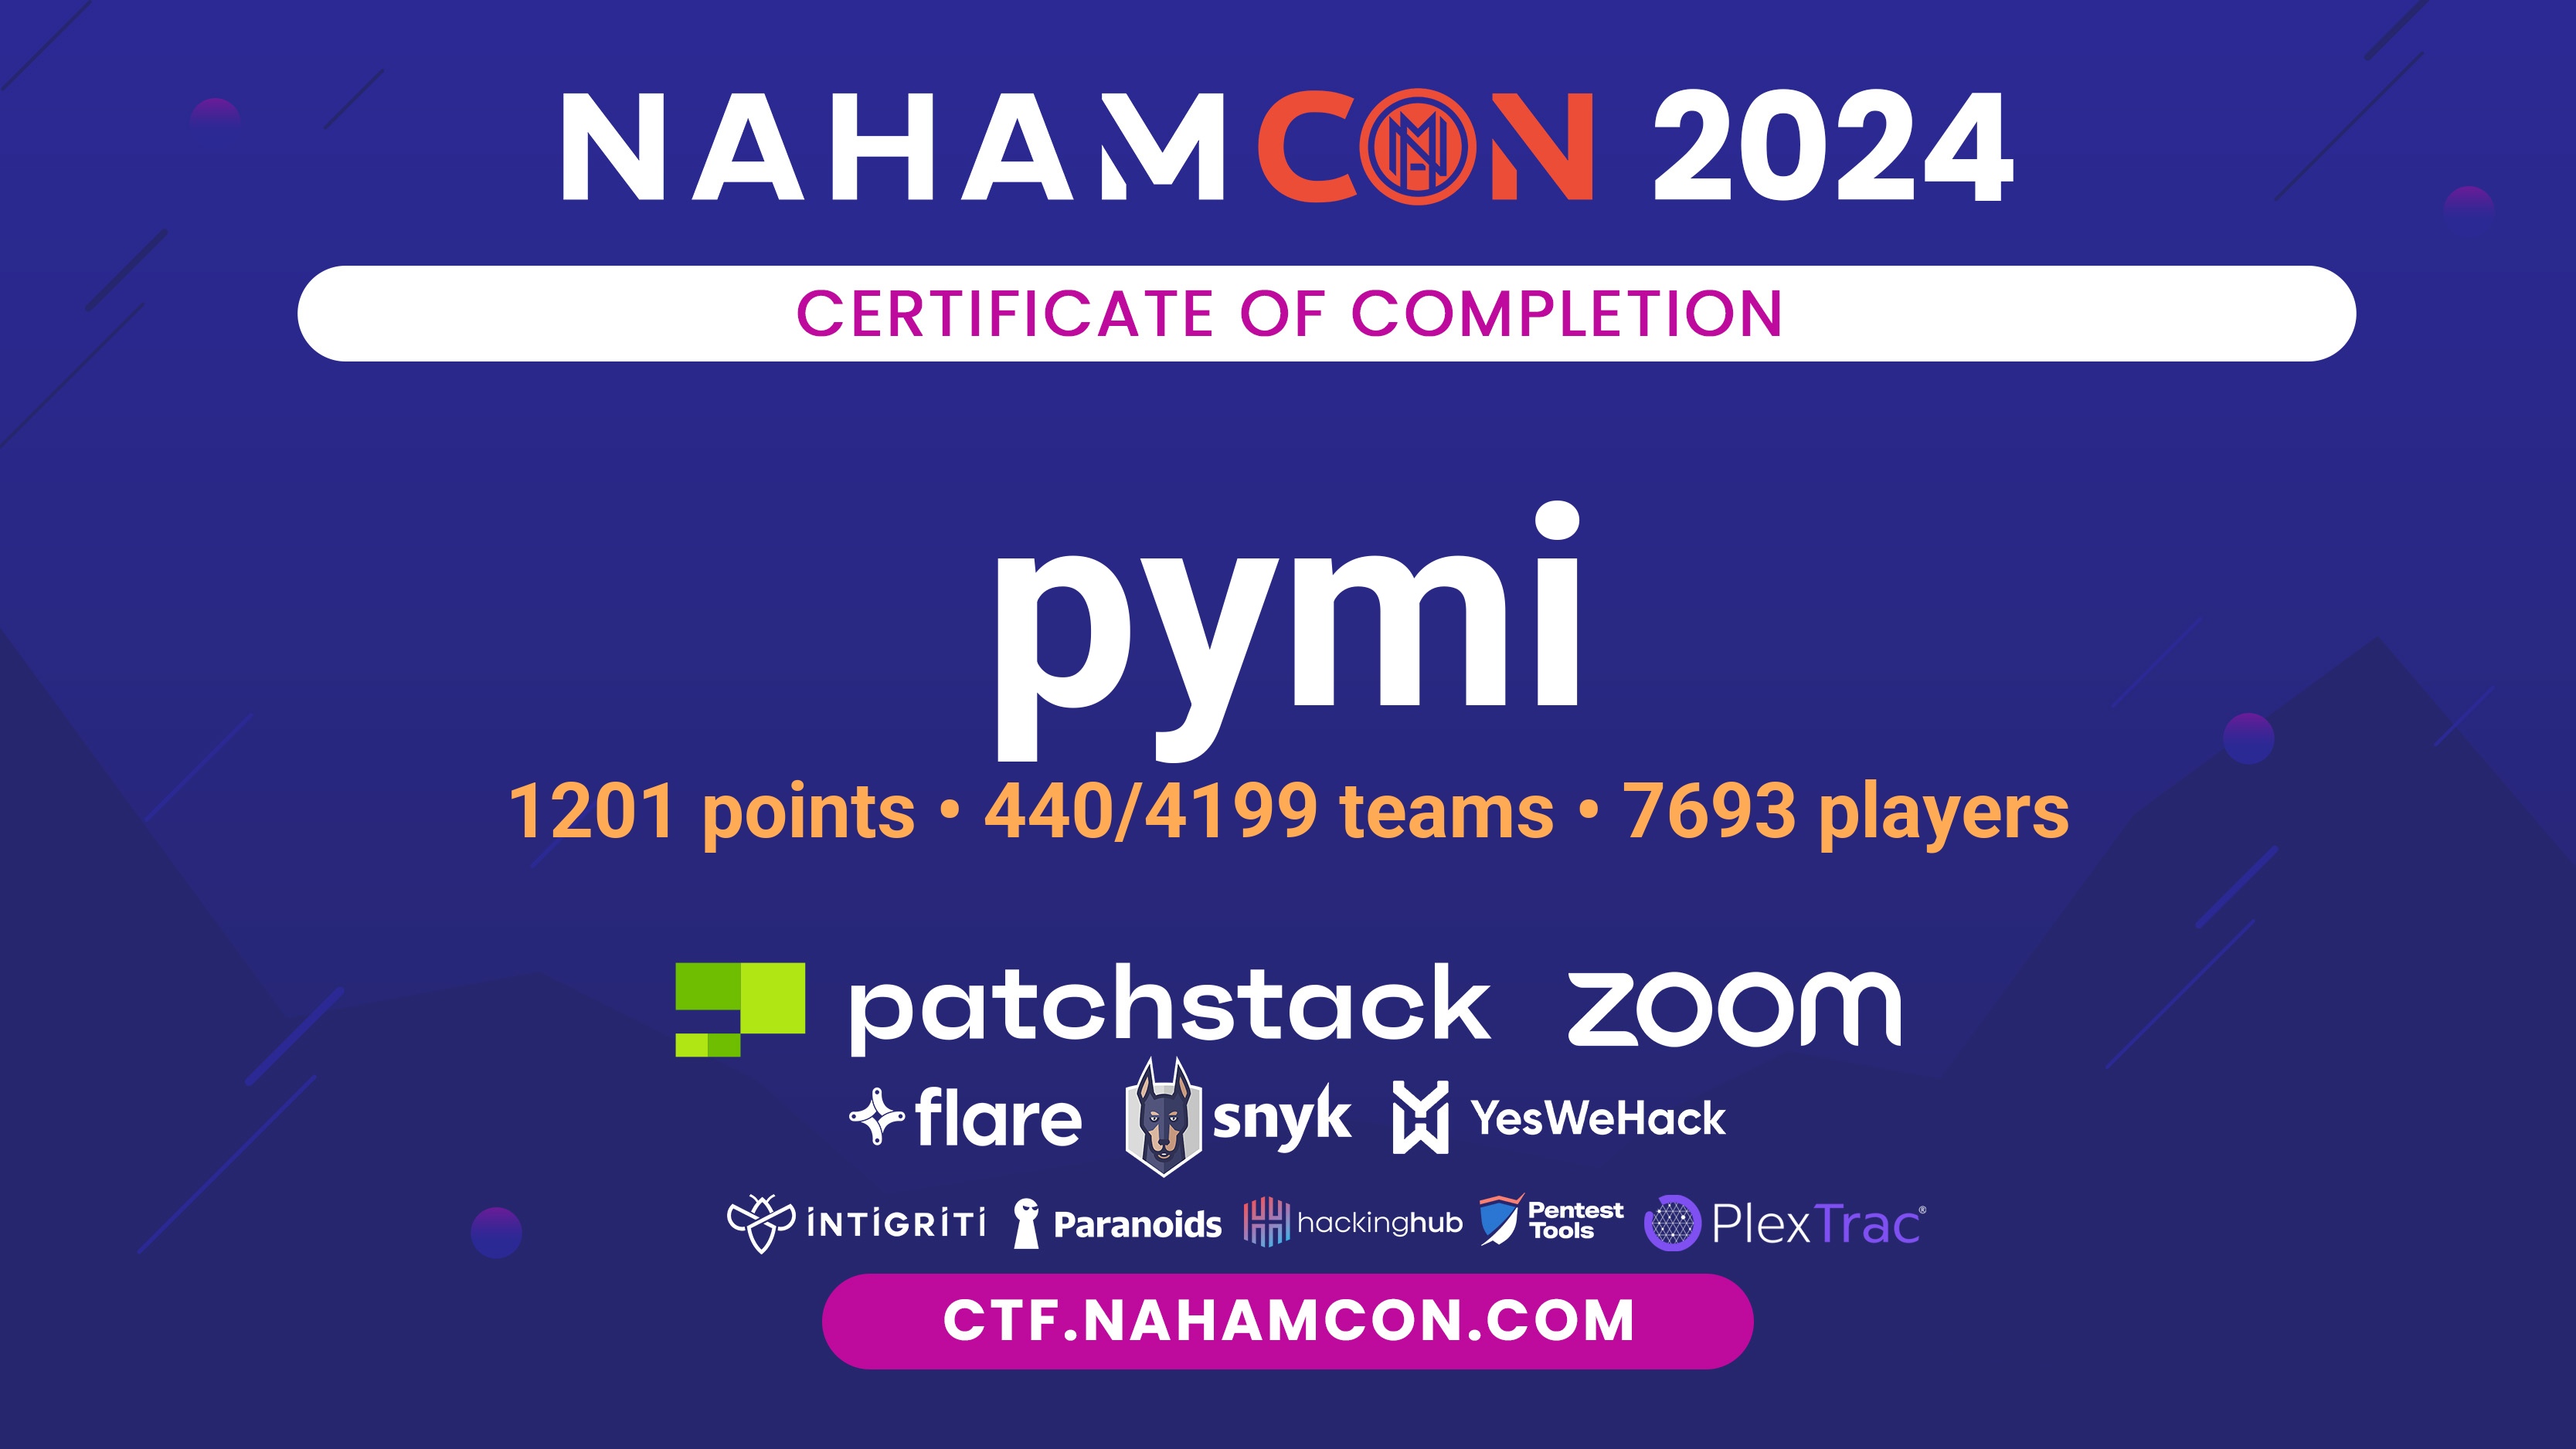 NAHAMCON 2024
CERTIFICATE OF COMPLETION
pymi
1201 points • 440/4199 teams • 7693 players
patchstack zoom
flare snyk YesWeHack
INTIGRITI Paranoids hackinghub Pentest Tools PlexTrac®
CTF.NAHAMCON.COM